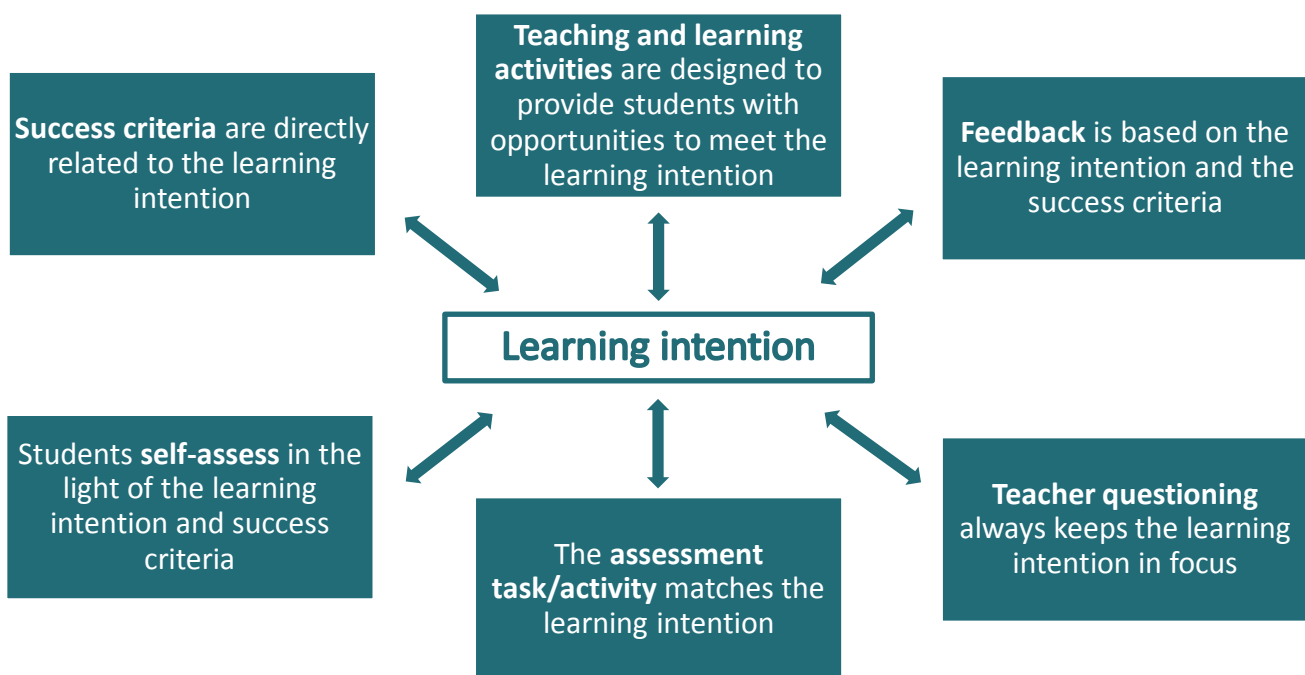 Teaching and learning
activities are designed to
provide students with
opportunities to meet the
learning intention
Success criteria are directly
related to the learning
intention
Feedback is based on the
learning intention and the
success criteria
Learning intention
Students self-assess in the
light of the learning
intention and success
criteria
The assessment
task/activity matches the
learning intention
Teacher questioning
always keeps the learning
intention in focus